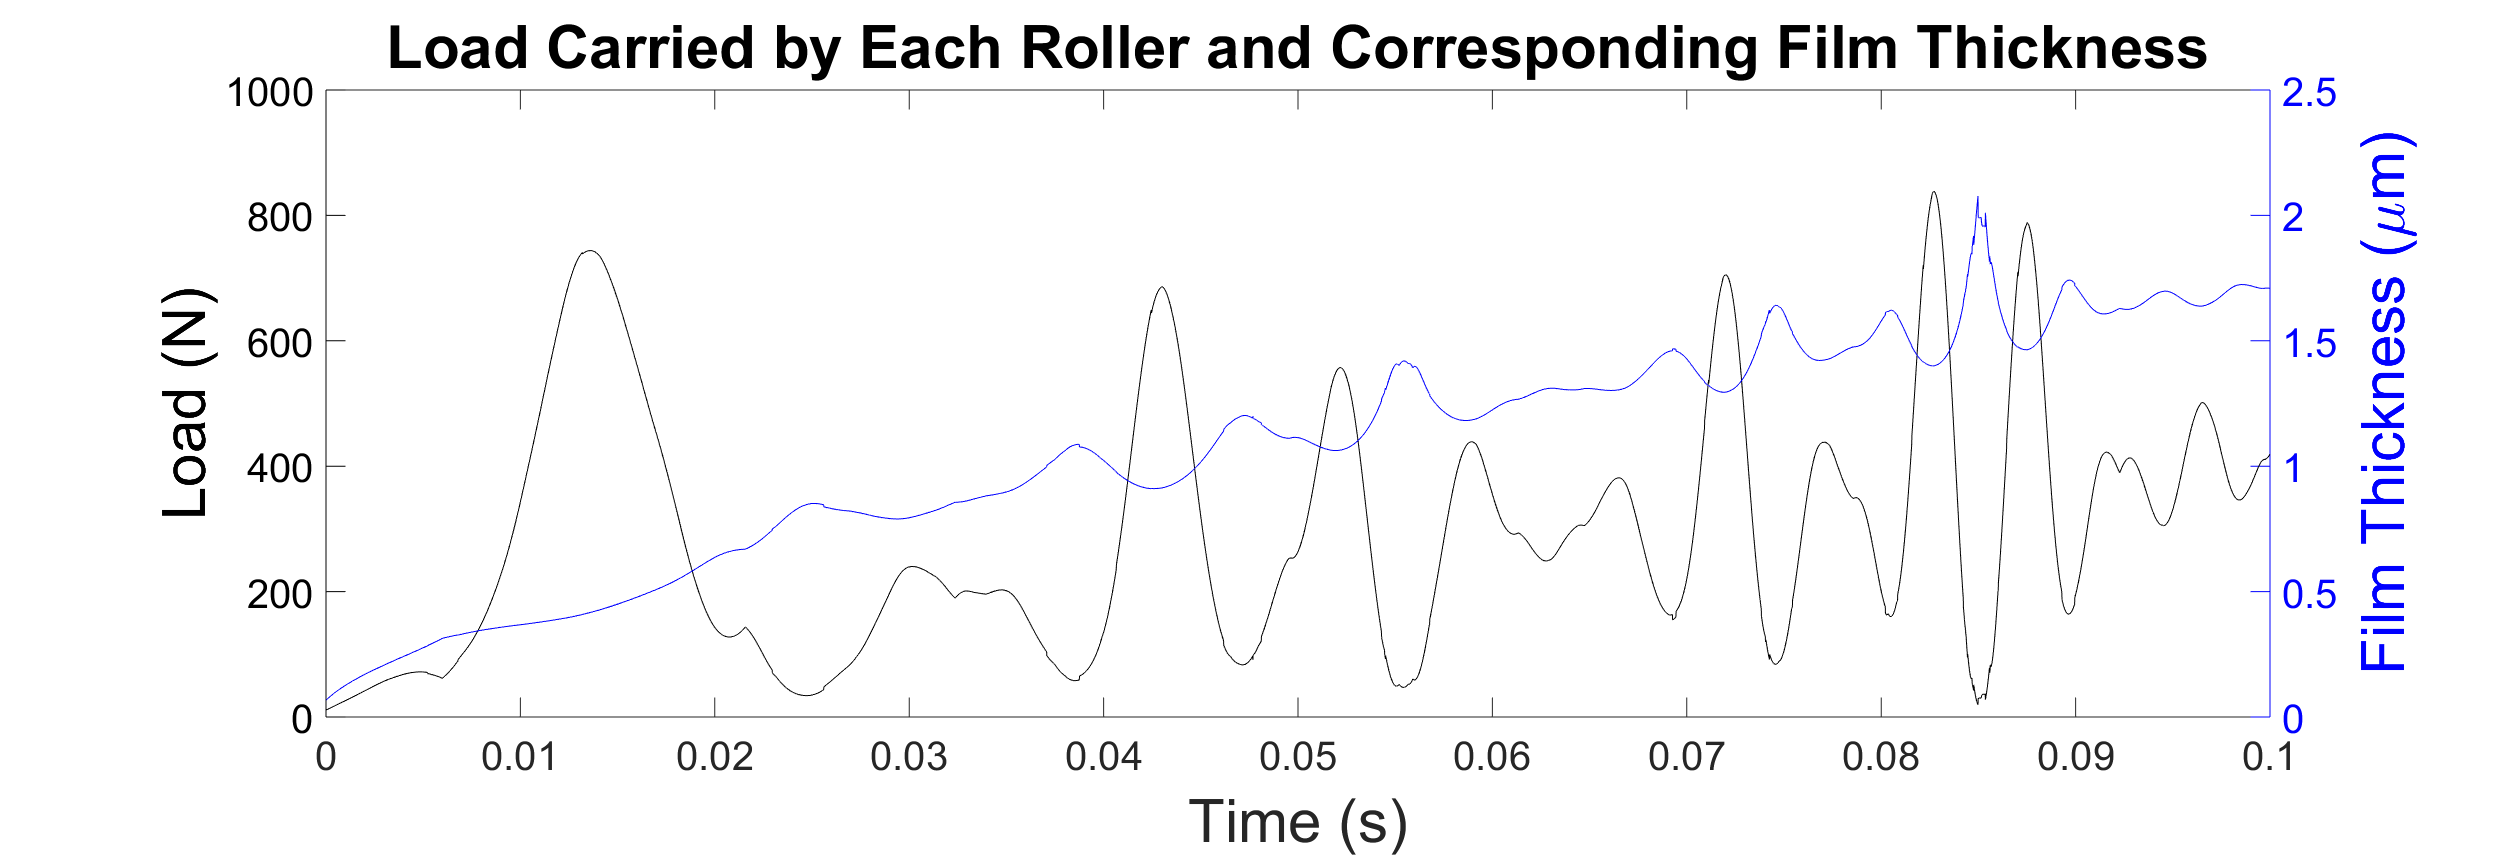 Load Carried by Each Roller and Corresponding Film Thickness
1000
800
600
400
200
0
Load (N)
2.5
2
1.5
1
0.5
0
Film Thickness (μm)
0 0.01 0.02 0.03 0.04 0.05 0.06 0.07 0.08 0.09 0.1
Time (s)